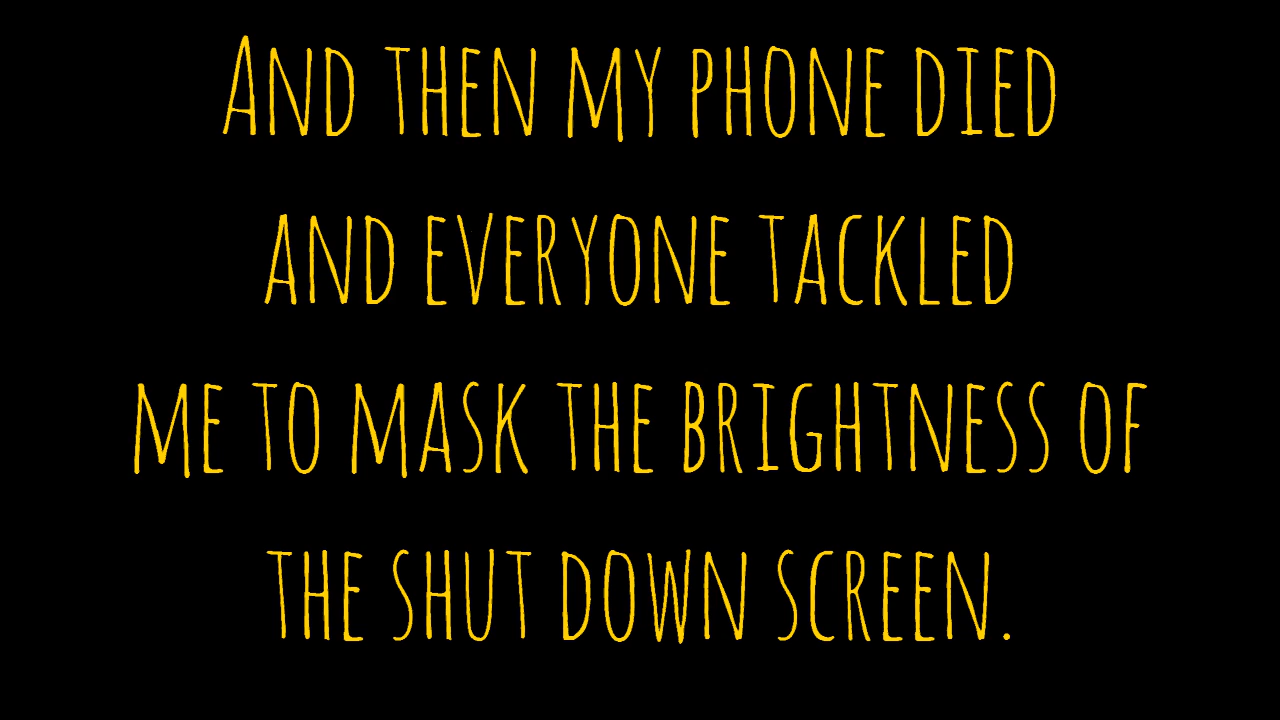 And then my phone died
and everyone tackled
me to mask the brightness of
the shut down screen.